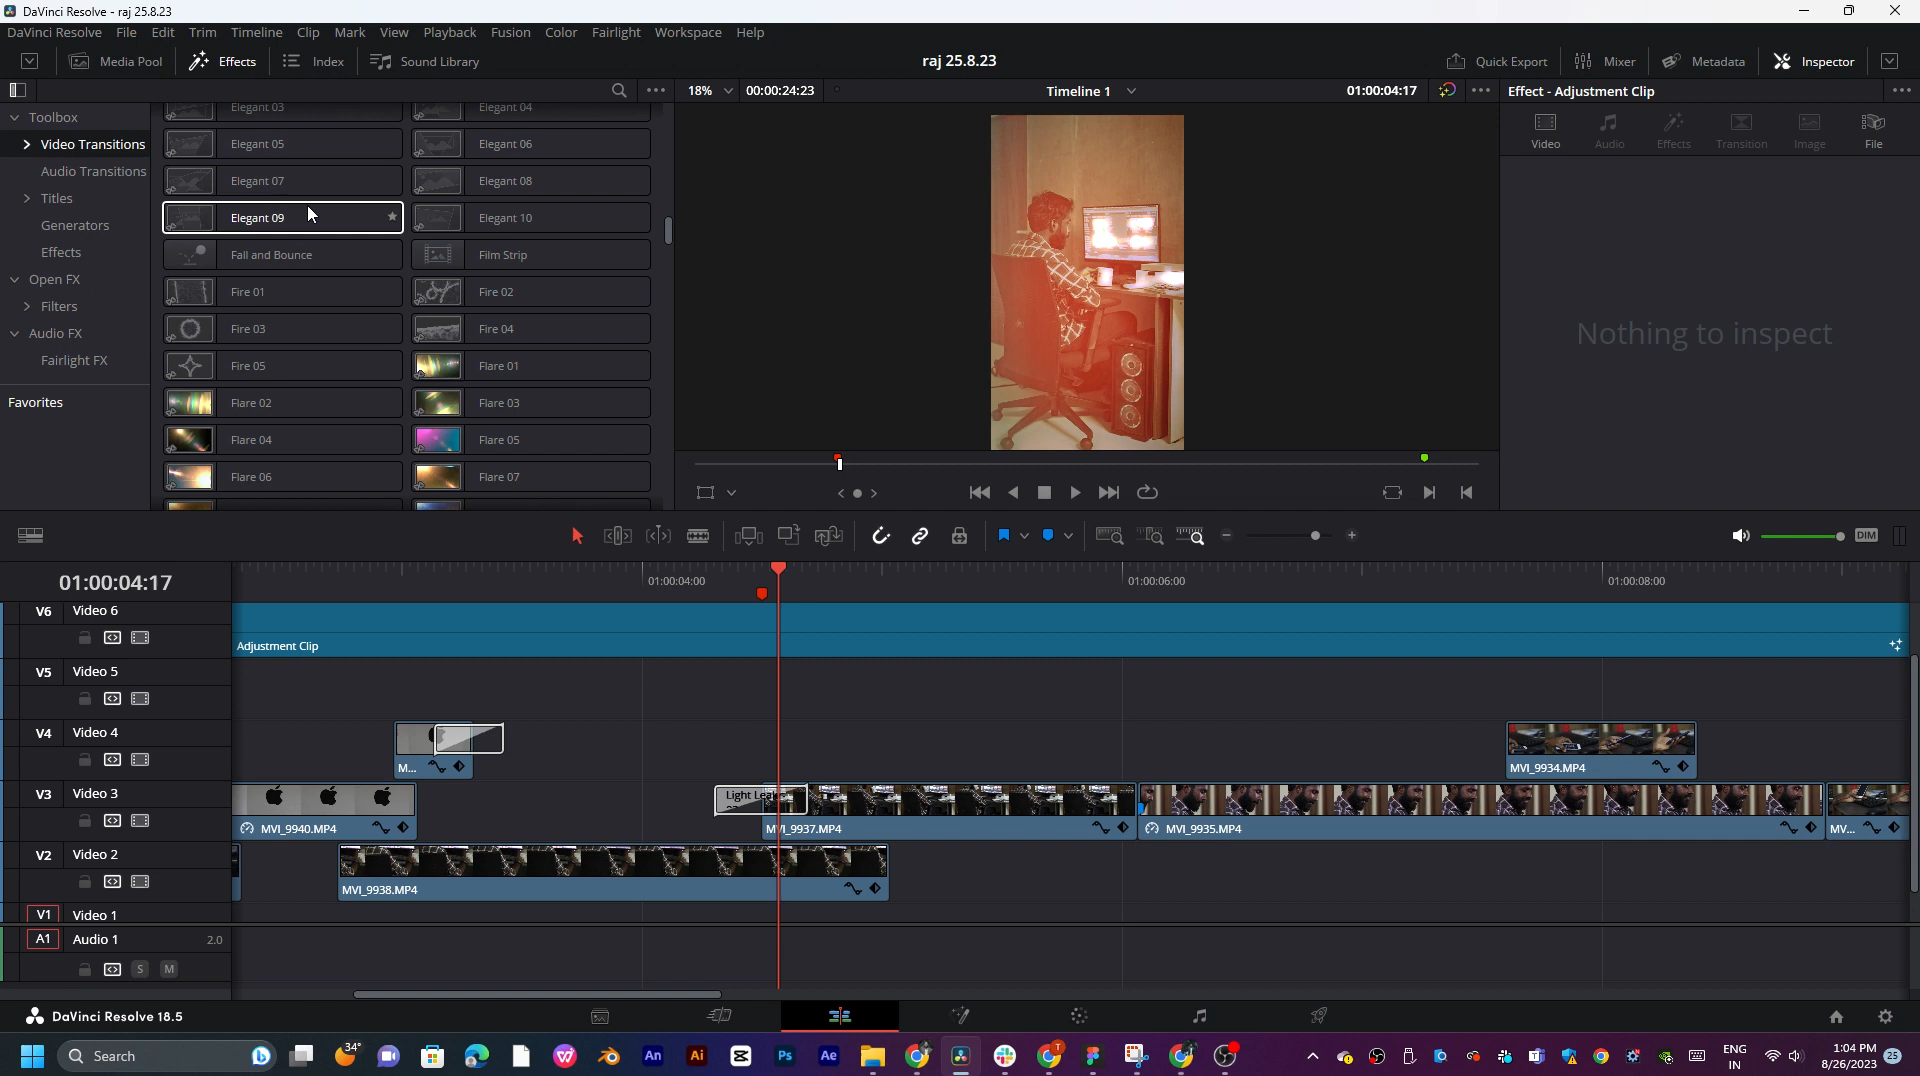 DaVinci Resolve - raj 25.8.23
DaVinci Resolve File Edit Trim Timeline Clip Mark View Playback Fusion Color Fairlight Workspace Help
Media Pool Effects Index Sound Library raj 25.8.23 Quick Export Mixer Metadata Inspector
18% 00:00:24:23 Timeline 1 01:00:04:17 Effect - Adjustment Clip
Toolbox
Video Transitions
Audio Transitions
Titles
Generators
Effects
Open FX
Filters
Audio FX
Fairlight FX
Favorites
Elegant 03 Elegant 04
Elegant 05 Elegant 06
Elegant 07 Elegant 08
Elegant 09 Elegant 10
Fall and Bounce Film Strip
Fire 01 Fire 02
Fire 03 Fire 04
Fire 05 Flare 01
Flare 02 Flare 03
Flare 04 Flare 05
Flare 06 Flare 07
Video Audio Effects Transition Image File
Nothing to inspect
DIM
01:00:04:17
01:00:04:00 01:00:06:00 01:00:08:00
V6 Video 6
Adjustment Clip
V5 Video 5
V4 Video 4
M... MVI_9934.MP4
V3 Video 3
MVI_9940.MP4 MVI_9937.MP4 MVI_9935.MP4 MV...
V2 Video 2
MVI_9938.MP4
V1 Video 1
A1 Audio 1 2.0
S M
DaVinci Resolve 18.5
Search 34° An Ai Ps Ae ENG
IN
1:04 PM
8/26/2023 25